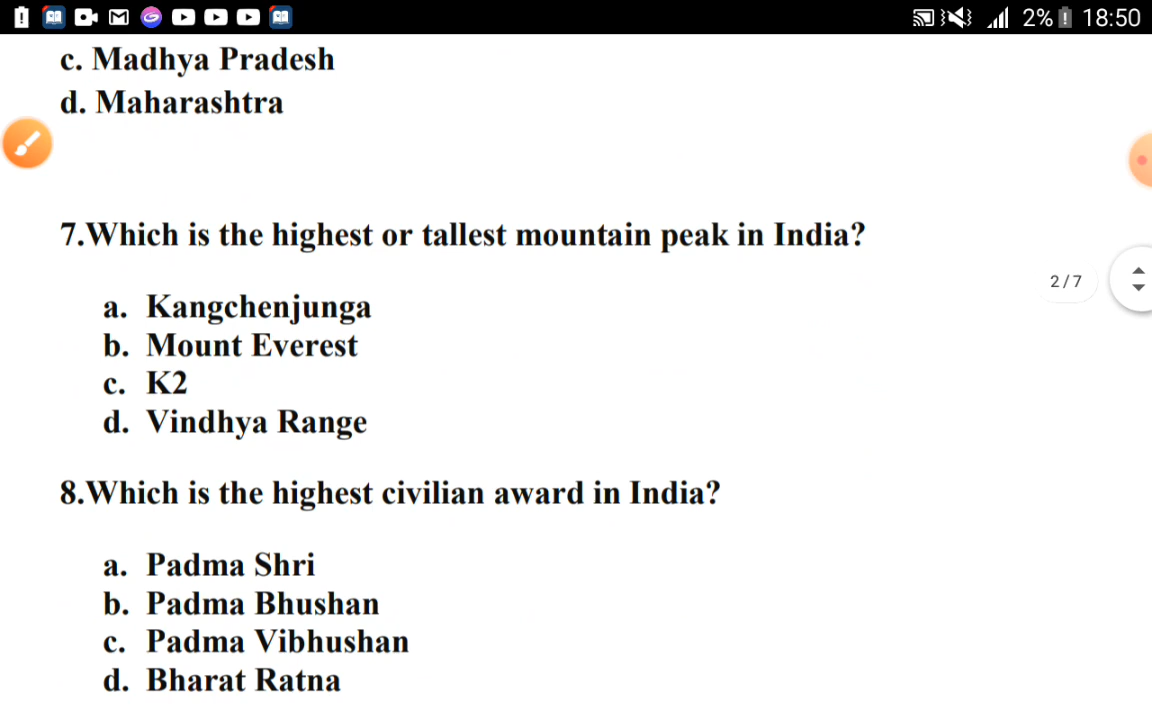 2% 18:50
c. Madhya Pradesh
d. Maharashtra
7.Which is the highest or tallest mountain peak in India?
2/7
a. Kangchenjunga
b. Mount Everest
c. K2
d. Vindhya Range
8.Which is the highest civilian award in India?
a. Padma Shri
b. Padma Bhushan
c. Padma Vibhushan
d. Bharat Ratna